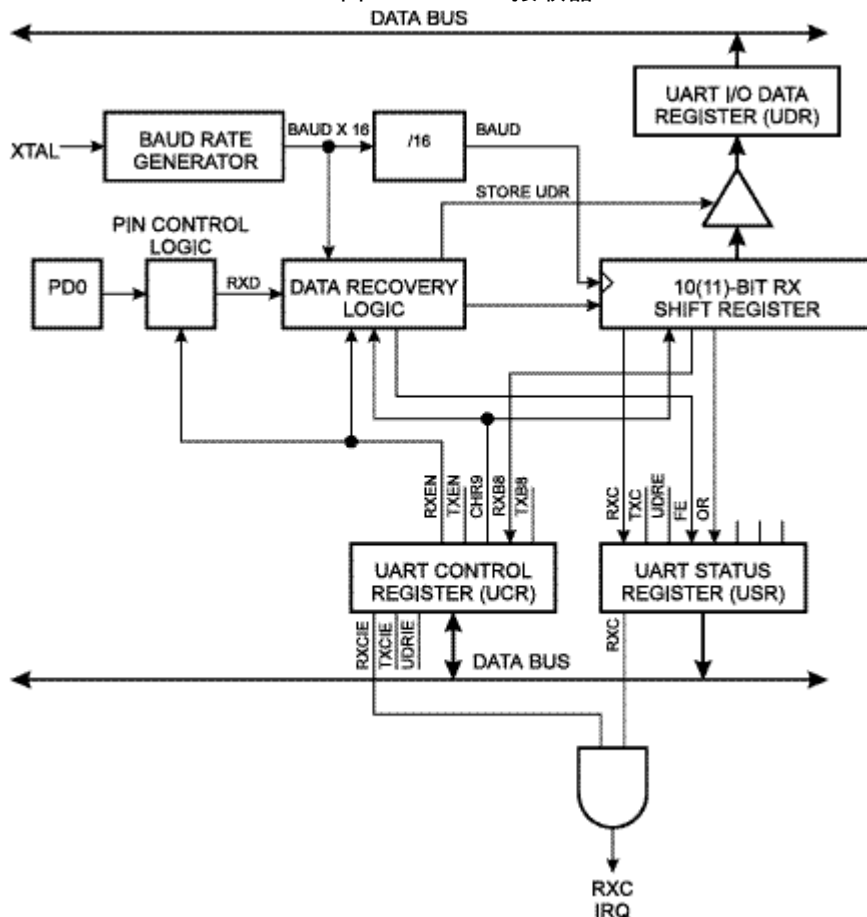 DATA BUS
UART I/O DATA
REGISTER (UDR)
XTAL
BAUD RATE
GENERATOR
BAUD X 16
/16
BAUD
STORE UDR
PIN CONTROL
LOGIC
PD0
RXD
DATA RECOVERY
LOGIC
10(11)-BIT RX
SHIFT REGISTER
RXEN
TXEN
CHR9
RXB8
TXB8
RXC
TXC
UDRE
FE
OR
UART CONTROL
REGISTER (UCR)
UART STATUS
REGISTER (USR)
RXCIE
TXCIE
UDRIE
RXC
DATA BUS
RXC
IRQ